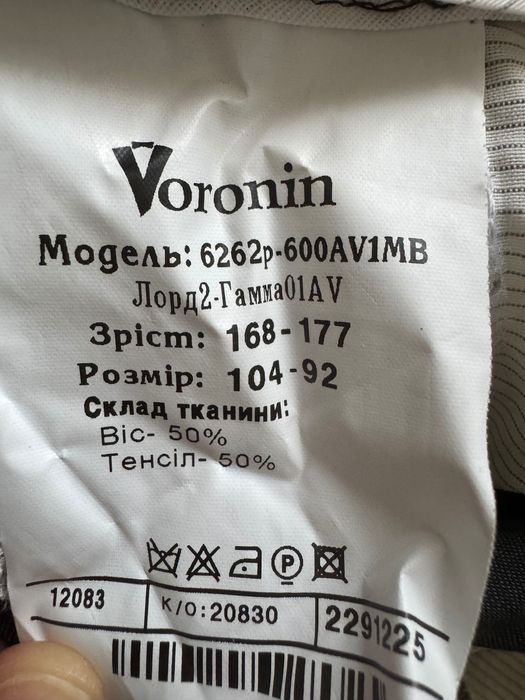 Voronin
Модель: 6262р-600AV1MB
Лорд2-Гамма01AV
Зріст: 168-177
Розмір: 104-92
Склад тканини:
Віс- 50%
Тенсіл- 50%
P
12083
К/О:20830
2291225